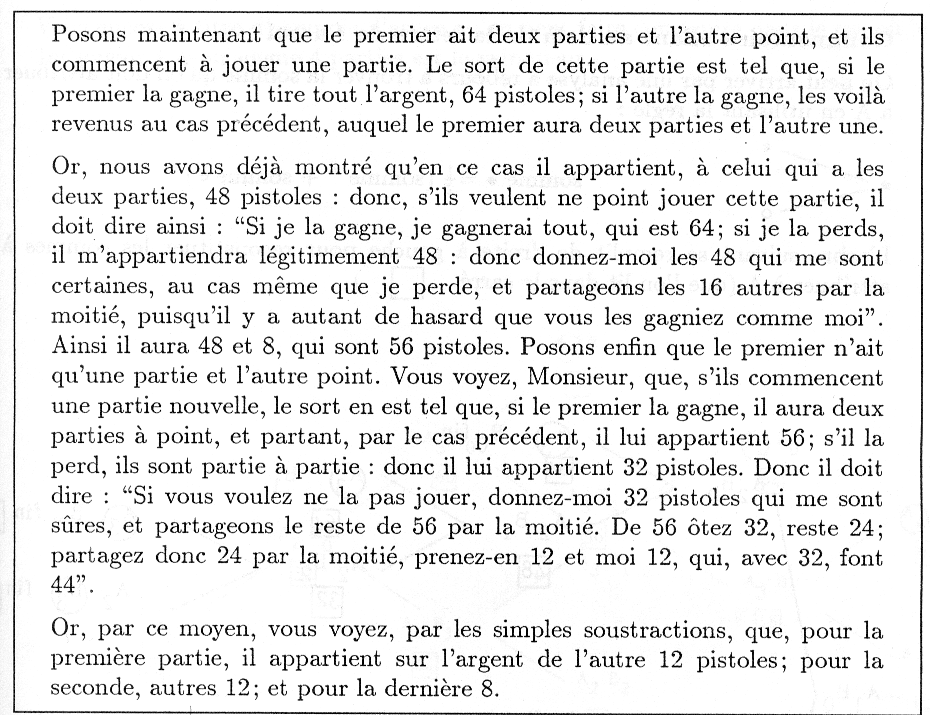 Posons maintenant que le premier ait deux parties et l'autre point, et ils
commencent à jouer une partie. Le sort de cette partie est tel que, si le
premier la gagne, il tire tout l'argent, 64 pistoles; si l'autre la gagne, les voilà
revenus au cas précédent, auquel le premier aura deux parties et l'autre une.
Or, nous avons déjà montré qu'en ce cas il appartient, à celui qui a les
deux parties, 48 pistoles : donc, s'ils veulent ne point jouer cette partie, il
doit dire ainsi : "Si je la gagne, je gagnerai tout, qui est 64; si je la perds,
il m'appartiendra légitimement 48 : donc donnez-moi les 48 qui me sont
certaines, au cas même que je perde, et partageons les 16 autres par la
moitié, puisqu'il y a autant de hasard que vous les gagniez comme moi".
Ainsi il aura 48 et 8, qui sont 56 pistoles. Posons enfin que le premier n'ait
qu'une partie et l'autre point. Vous voyez, Monsieur, que, s'ils commencent
une partie nouvelle, le sort en est tel que, si le premier la gagne, il aura deux
parties à point, et partant, par le cas précédent, il lui appartient 56; s'il la
perd, ils sont partie à partie : donc il lui appartient 32 pistoles. Donc il doit
dire : "Si vous voulez ne la pas jouer, donnez-moi 32 pistoles qui me sont
sûres, et partageons le reste de 56 par la moitié. De 56 ôtez 32, reste 24;
partagez donc 24 par la moitié, prenez-en 12 et moi 12, qui, avec 32, font
44".
Or, par ce moyen, vous voyez, par les simples soustractions, que, pour la
première partie, il appartient sur l'argent de l'autre 12 pistoles; pour la
seconde, autres 12; et pour la dernière 8.